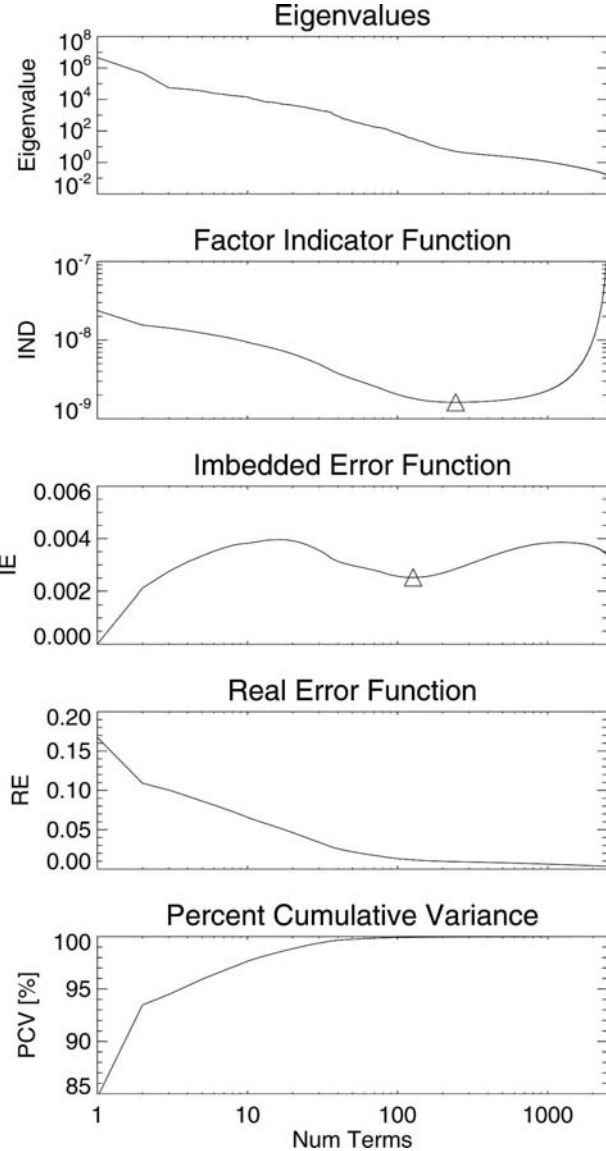 Eigenvalues
10^8
10^6
10^4
10^2
10^0
10^-2
Eigenvalue
Factor Indicator Function
10^-7
10^-8
10^-9
IND
Imbedded Error Function
0.006
0.004
0.002
0.000
IE
Real Error Function
0.20
0.15
0.10
0.05
0.00
RE
Percent Cumulative Variance
100
95
90
85
PCV [%]
1 10 100 1000
Num Terms